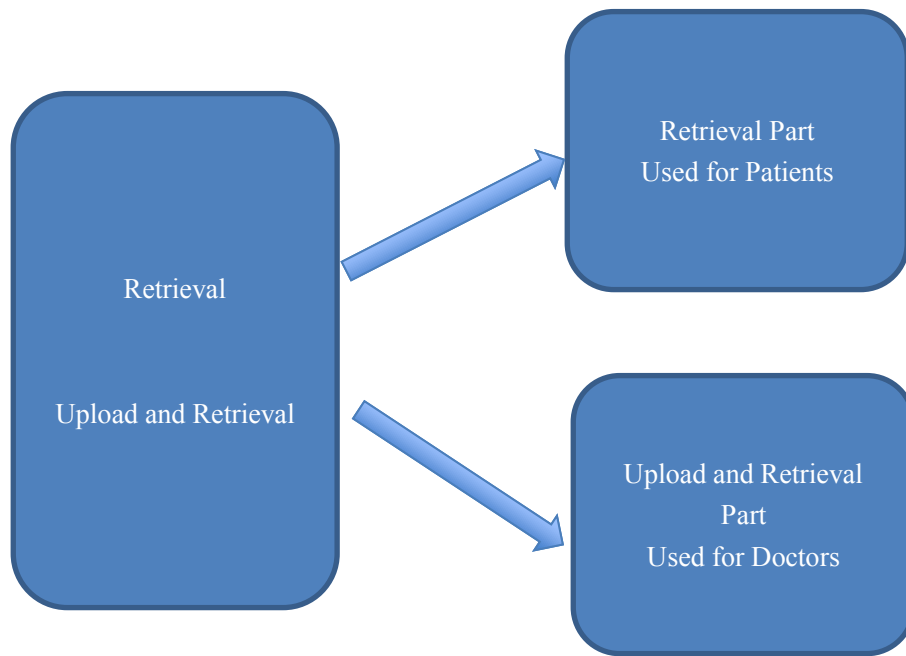 Retrieval
Upload and Retrieval
Retrieval Part
Used for Patients
Upload and Retrieval
Part
Used for Doctors